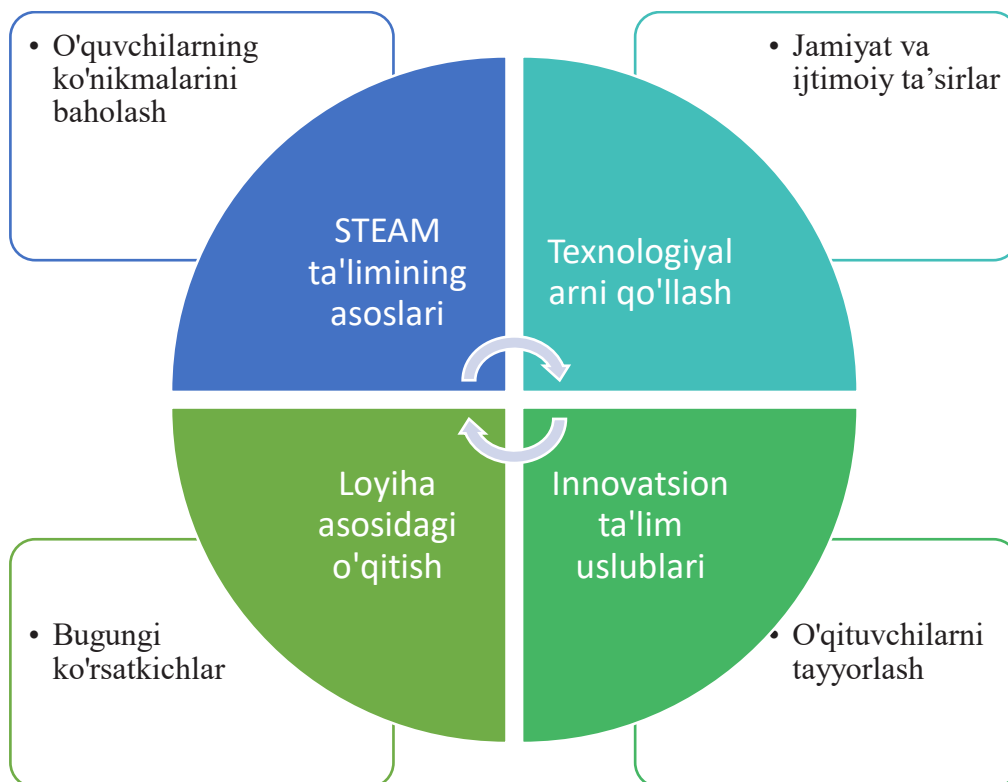 • O'quvchilarning
ko'nikmalarini
baholash
• Jamiyat va
ijtimoiy ta’sirlar
STEAM
ta'limining
asoslari
Texnologiyal
arni qo'llash
Loyiha
asosidagi
o'qitish
Innovatsion
ta'lim
uslublari
• Bugungi
ko'rsatkichlar
• O'qituvchilarni
tayyorlash